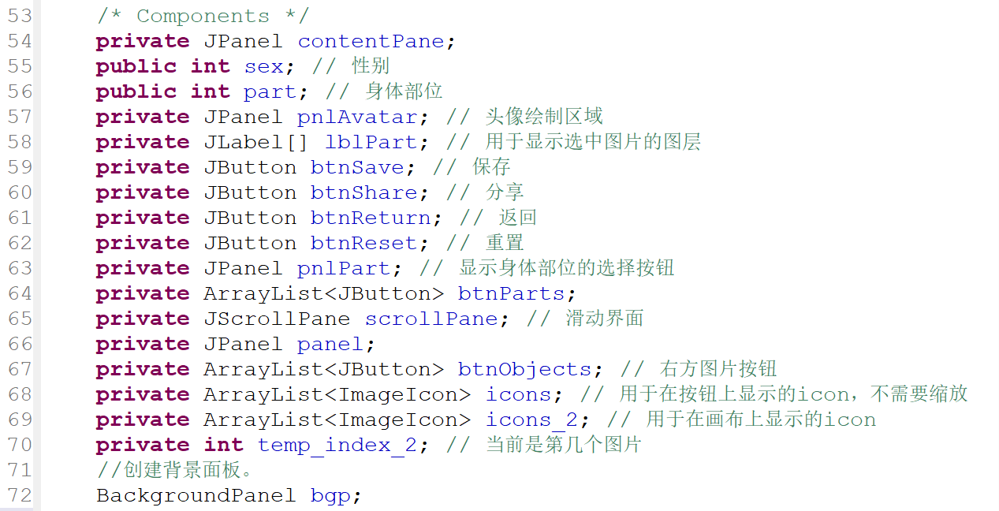 53 /* Components */
54 private JPanel contentPane;
55 public int sex; // 性别
56 public int part; // 身体部位
57 private JPanel pnlAvatar; // 头像绘制区域
58 private JLabel[] lblPart; // 用于显示选中图片的图层
59 private JButton btnSave; // 保存
60 private JButton btnShare; // 分享
61 private JButton btnReturn; // 返回
62 private JButton btnReset; // 重置
63 private JPanel pnlPart; // 显示身体部位的选择按钮
64 private ArrayList<JButton> btnParts;
65 private JScrollPane scrollPane; // 滑动界面
66 private JPanel panel;
67 private ArrayList<JButton> btnObjects; // 右方图片按钮
68 private ArrayList<ImageIcon> icons; // 用于在按钮上显示的icon，不需要缩放
69 private ArrayList<ImageIcon> icons_2; // 用于在画布上显示的icon
70 private int temp_index_2; // 当前是第几个图片
71 //创建背景面板。
72 BackgroundPanel bgp;